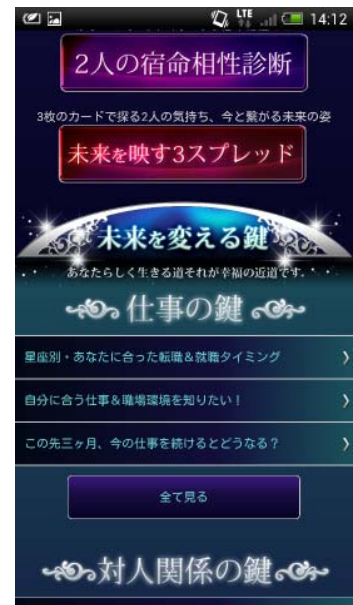 LTE 14:12
2人の宿命相性診断
3枚のカードで探る2人の気持ち、今と繋がる未来の姿
未来を映す3スプレッド
未来を変える鍵
あなたらしく生きる道それが幸福の近道です。
仕事の鍵
星座別・あなたに合った転職&就職タイミング
自分に合う仕事&職場環境を知りたい!
この先三ヶ月、今の仕事を続けるとどうなる?
全て見る
対人関係の鍵